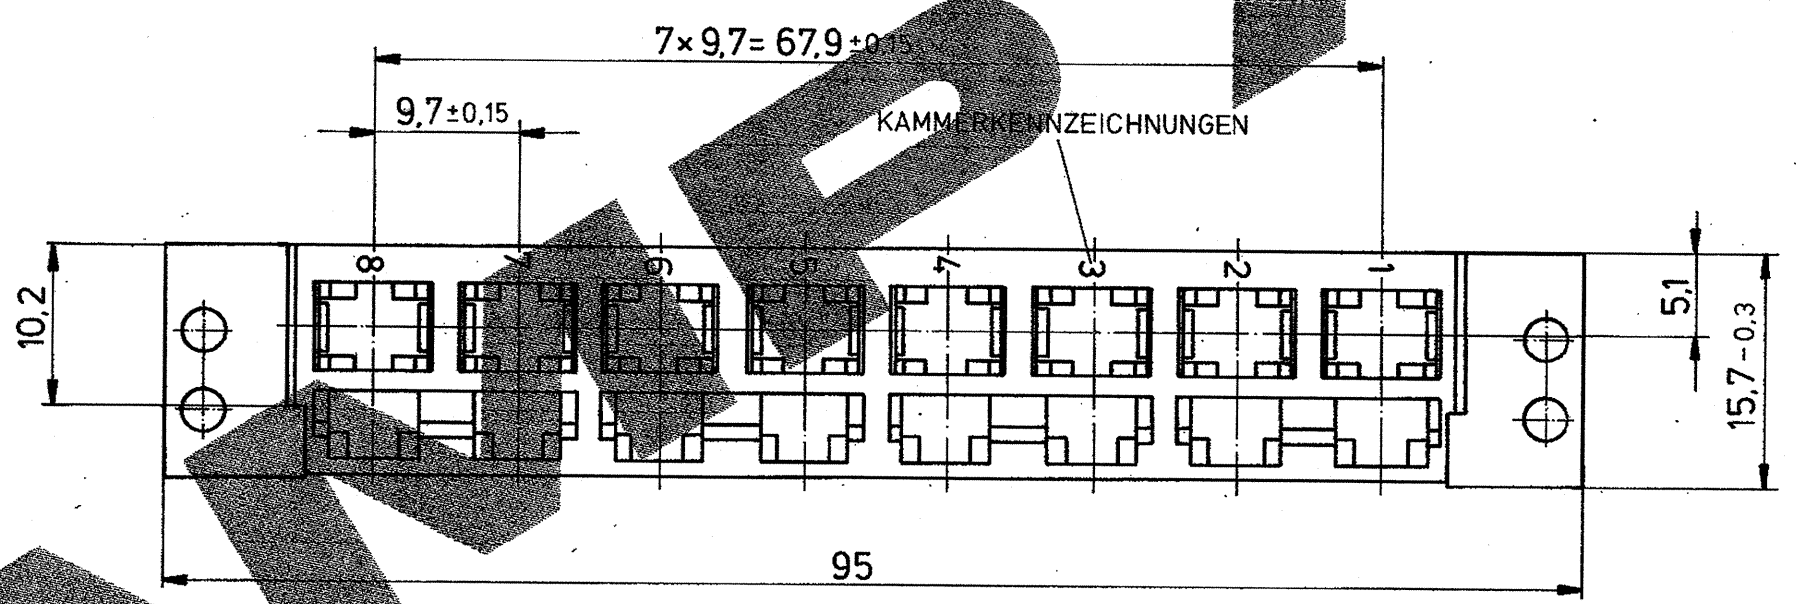 7×9,7= 67,9 ±0,15
9,7 ±0,15
KAMMERKENNZEICHNUNGEN
8 7 6 5 4 3 2 1
10,2
5,1
15,7-0.3
95